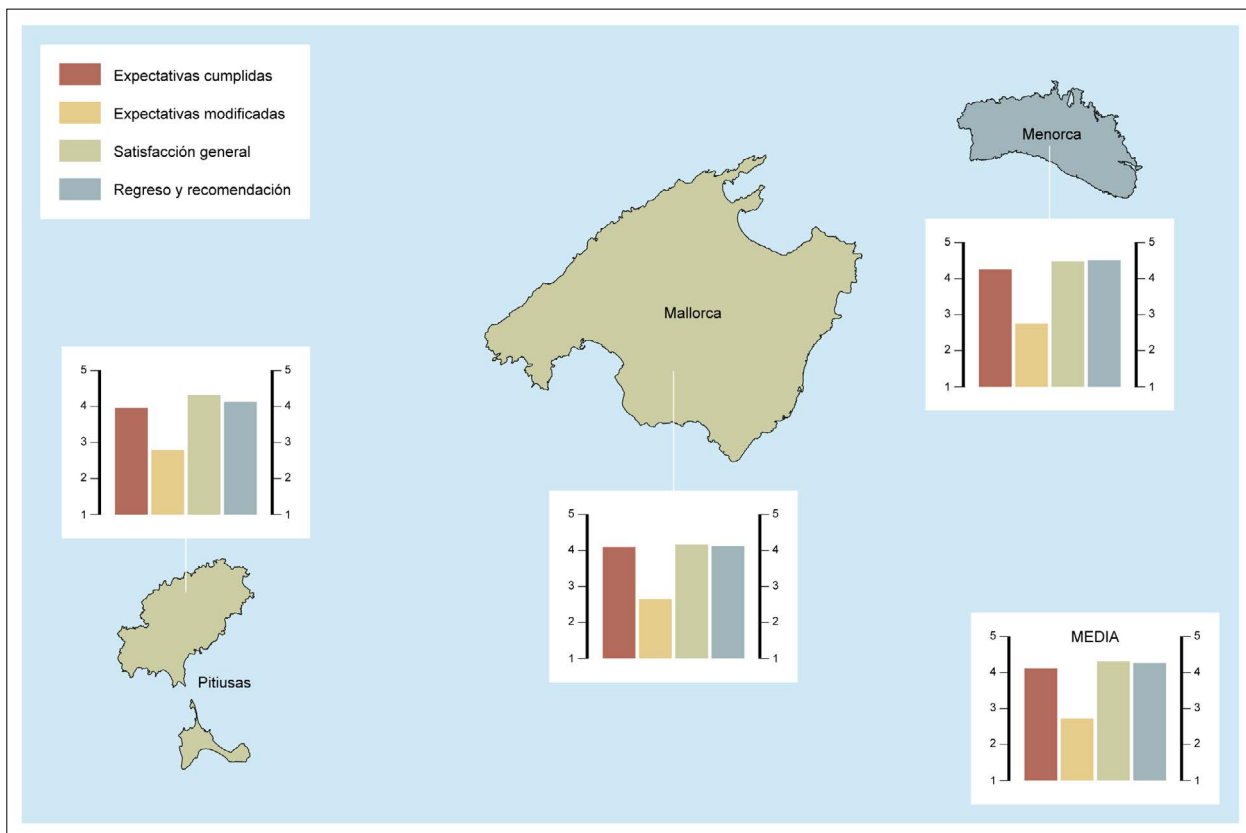 Expectativas cumplidas
Expectativas modificadas
Satisfacción general
Regreso y recomendación
Menorca
5 5
4 4
3 3
2 2
1 1
Mallorca
5 5
4 4
3 3
2 2
1 1
5 5
4 4
3 3
2 2
1 1
Pitiusas
MEDIA
5 5
4 4
3 3
2 2
1 1